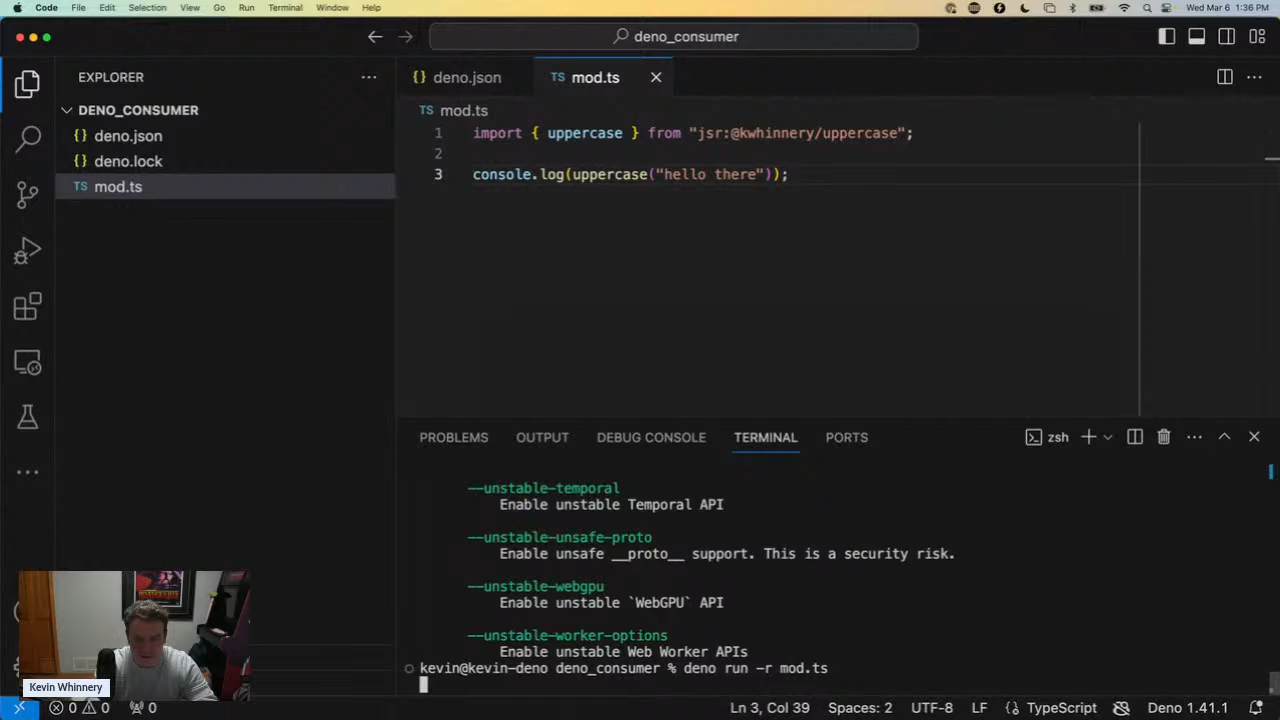 Code File Edit Selection View Go Run Terminal Window Help Wed Mar 6 1:36 PM
deno_consumer
EXPLORER
DENO_CONSUMER
deno.json
deno.lock
TS mod.ts
deno.json TS mod.ts
TS mod.ts
1 import { uppercase } from "jsr:@kwhinnery/uppercase";
2
3 console.log(uppercase("hello there"));
PROBLEMS OUTPUT DEBUG CONSOLE TERMINAL PORTS zsh
--unstable-temporal
Enable unstable Temporal API
--unstable-unsafe-proto
Enable unsafe __proto__ support. This is a security risk.
--unstable-webgpu
Enable unstable `WebGPU` API
--unstable-worker-options
Enable unstable Web Worker APIs
kevin@kevin-deno deno_consumer % deno run -r mod.ts
Kevin Whinnery
0 0 0 Ln 3, Col 39 Spaces: 2 UTF-8 LF {} TypeScript Deno 1.41.1